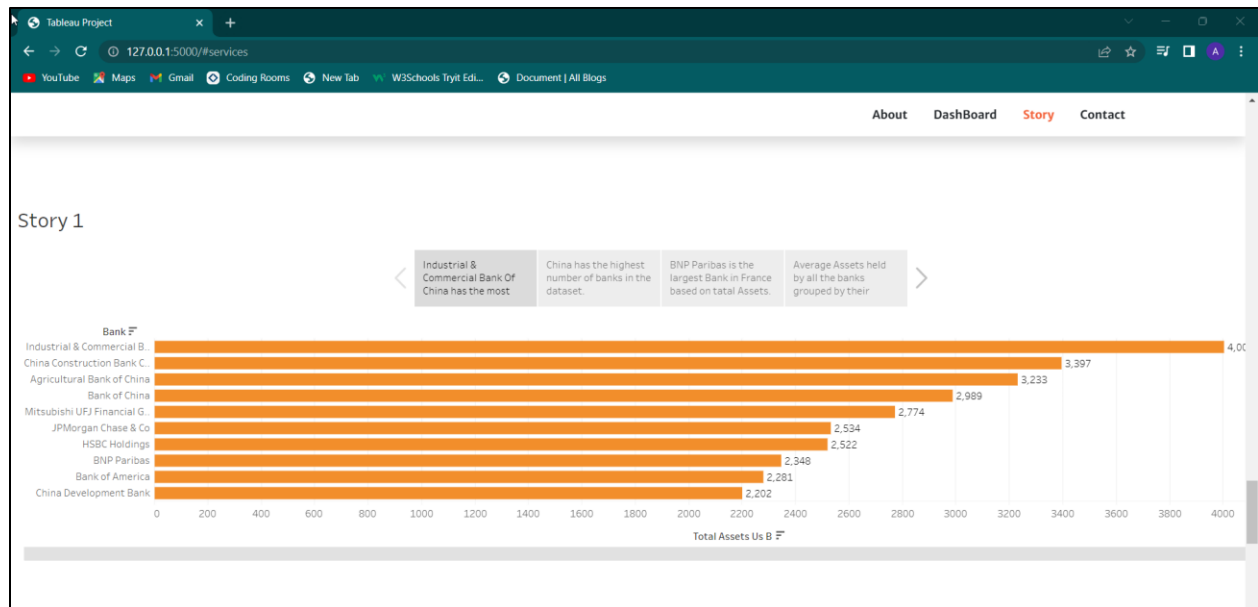 Tableau Project
127.0.0.1:5000/#services
A
YouTube Maps Gmail Coding Rooms New Tab W3Schools Tryit Edi... Document | All Blogs
About DashBoard Story Contact
Story 1
Industrial &
Commercial Bank Of
China has the most
China has the highest
number of banks in the
dataset.
BNP Paribas is the
largest Bank in France
based on tatal Assets.
Average Assets held
by all the banks
grouped by their
Bank
Industrial & Commercial B.. 4,00
China Construction Bank C.. 3,397
Agricultural Bank of China 3,233
Bank of China 2,989
Mitsubishi UFJ Financial G.. 2,774
JPMorgan Chase & Co 2,534
HSBC Holdings 2,522
BNP Paribas 2,348
Bank of America 2,281
China Development Bank 2,202
0 200 400 600 800 1000 1200 1400 1600 1800 2000 2200 2400 2600 2800 3000 3200 3400 3600 3800 4000
Total Assets Us B